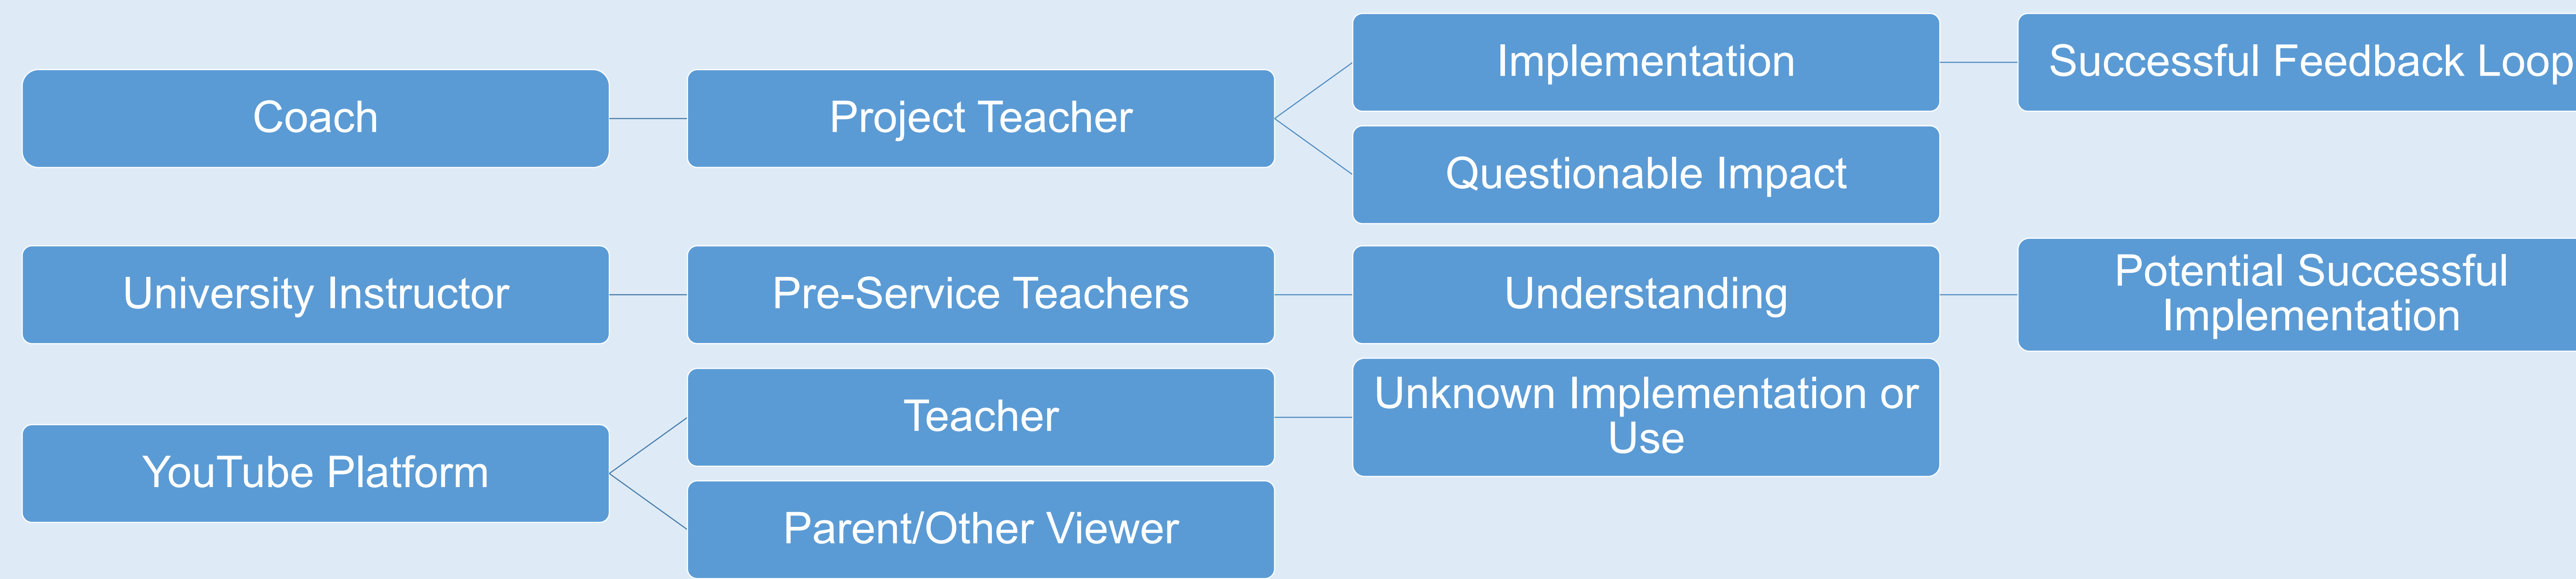 Coach
Project Teacher
Implementation
Successful Feedback Loop
Questionable Impact
University Instructor
Pre-Service Teachers
Understanding
Potential Successful
Implementation
YouTube Platform
Teacher
Unknown Implementation or
Use
Parent/Other Viewer